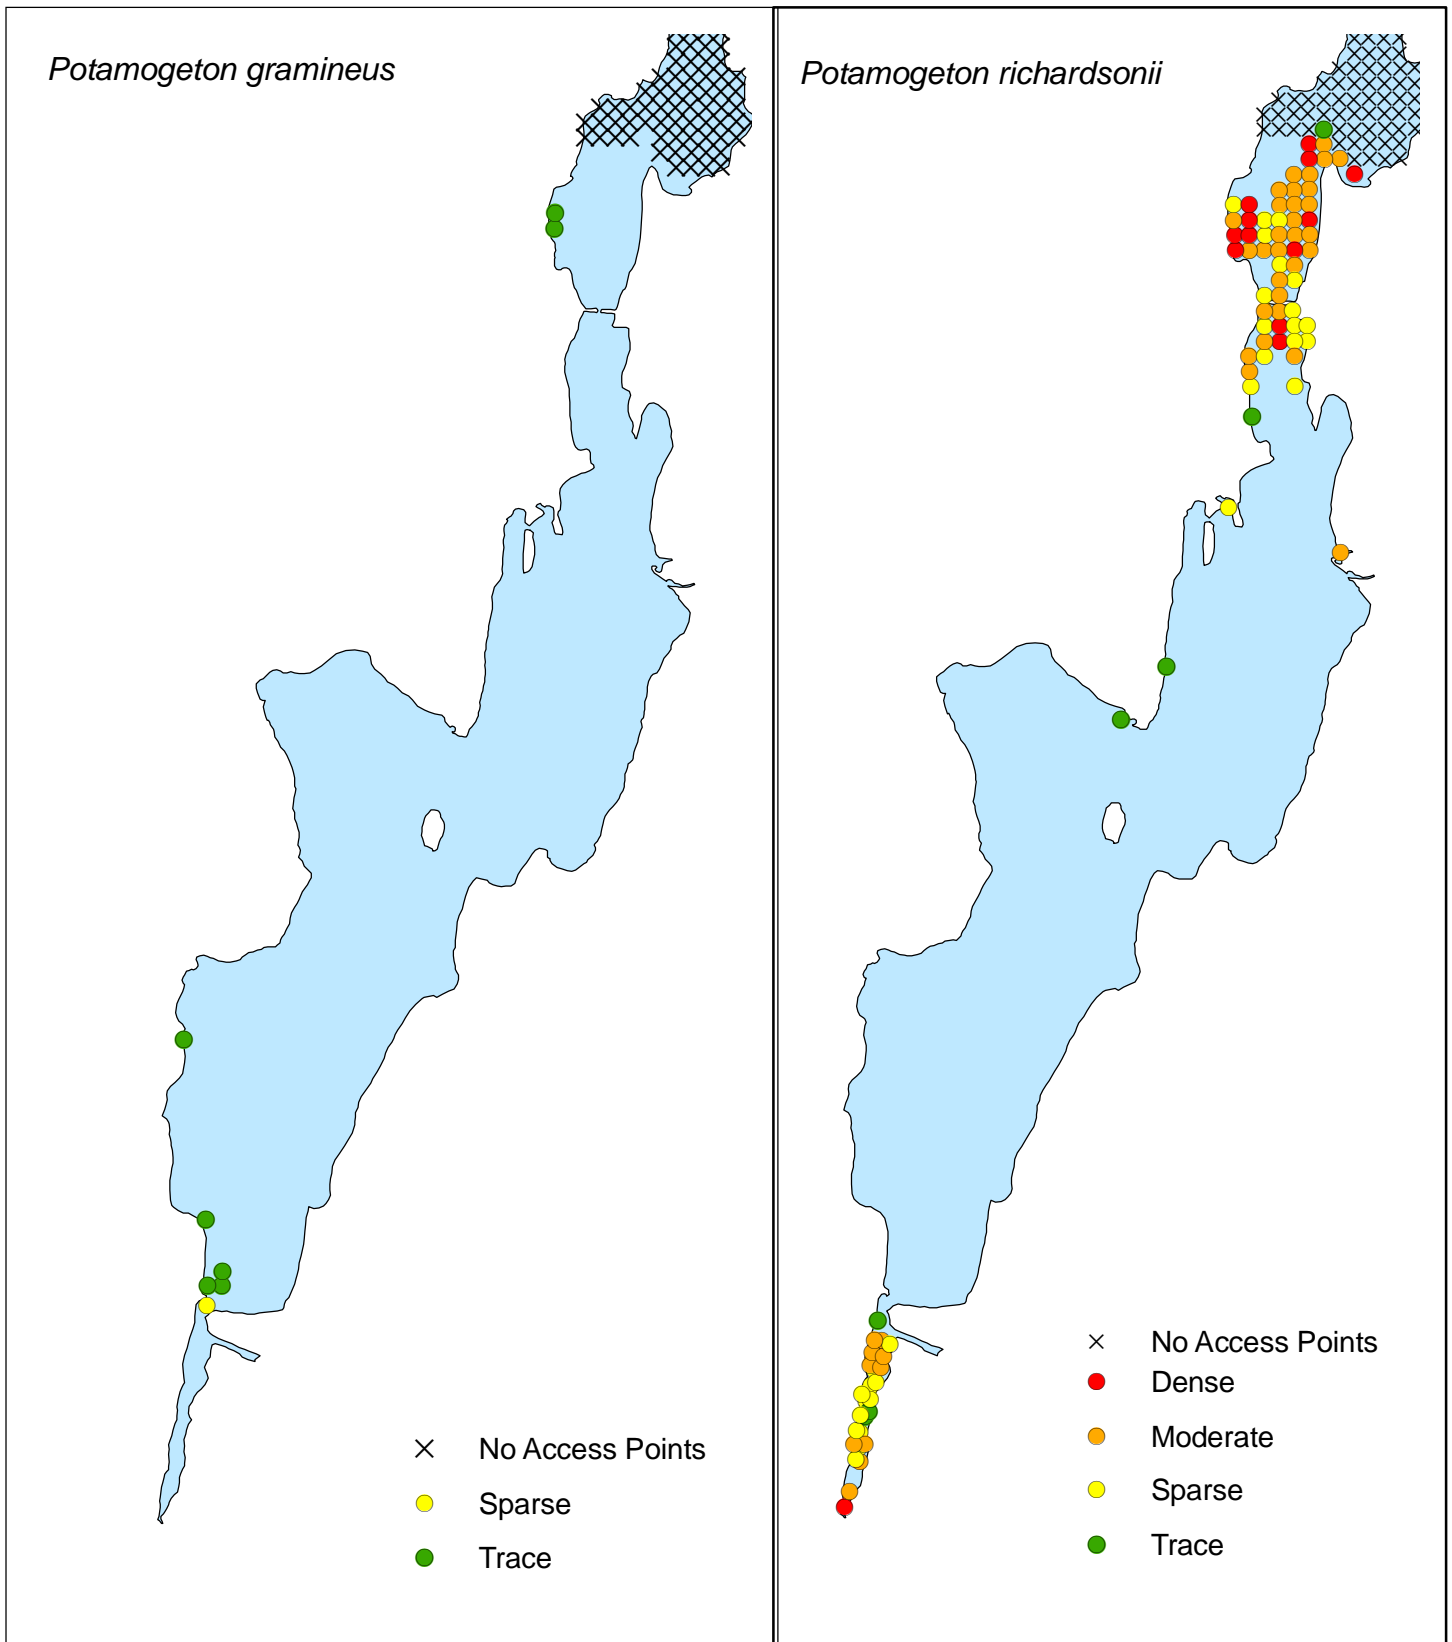 Potamogeton gramineus
No Access Points
Sparse
Trace
Potamogeton richardsonii
No Access Points
Dense
Moderate
Sparse
Trace